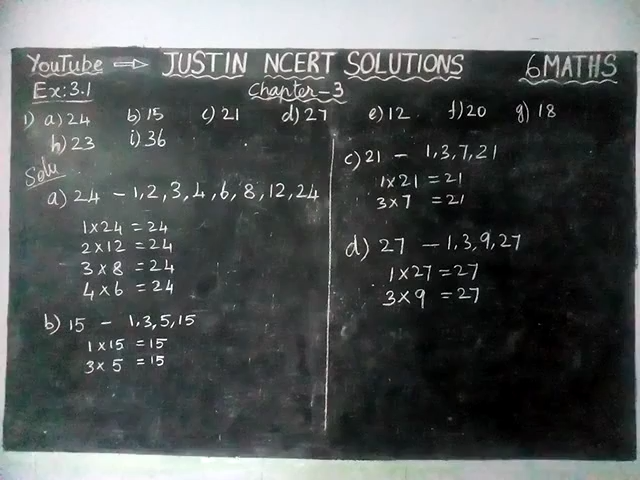 YouTube ⇒ JUSTIN NCERT SOLUTIONS 6 MATHS
Ex:3.1 Chapter-3
1) a) 24 b) 15 c) 21 d) 27 e) 12 f) 20 g) 18
h) 23 i) 36
Solu
a) 24 - 1, 2, 3, 4, 6, 8, 12, 24
1 × 24 = 24
2 × 12 = 24
3 × 8 = 24
4 × 6 = 24
b) 15 - 1, 3, 5, 15
1 × 15 = 15
3 × 5 = 15
c) 21 - 1, 3, 7, 21
1 × 21 = 21
3 × 7 = 21
d) 27 - 1, 3, 9, 27
1 × 27 = 27
3 × 9 = 27